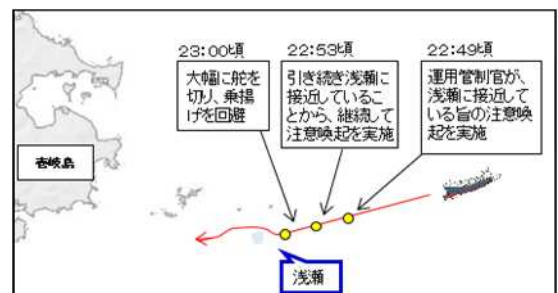 23:00頃
大幅に舵を
切り、乗揚
げを回避
22:53頃
引き続き浅瀬に
接近しているこ
とから、継続して
注意喚起を実施
22:49頃
運用管制官が、
浅瀬に接近して
いる旨の注意喚
起を実施
壱岐島
浅瀬